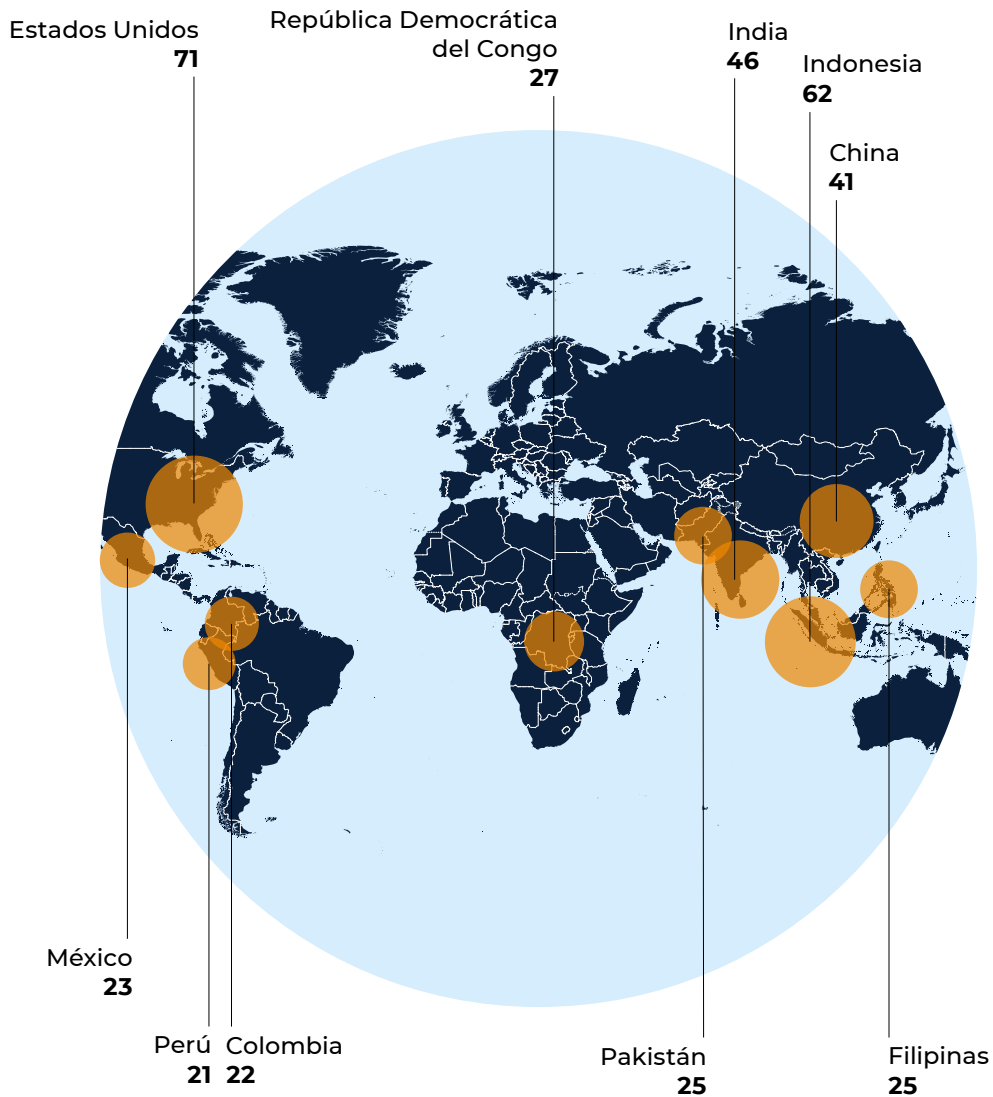 Estados Unidos
71
República Democrática
del Congo
27
India
46
Indonesia
62
China
41
México
23
Perú
21
Colombia
22
Pakistán
25
Filipinas
25